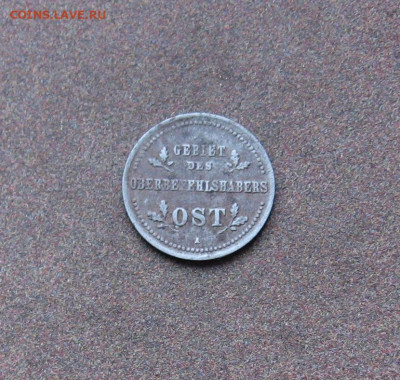 COINS.LAVE.RU
GEBIET
DES
OBERBEFEHLSHABERS
OST
A